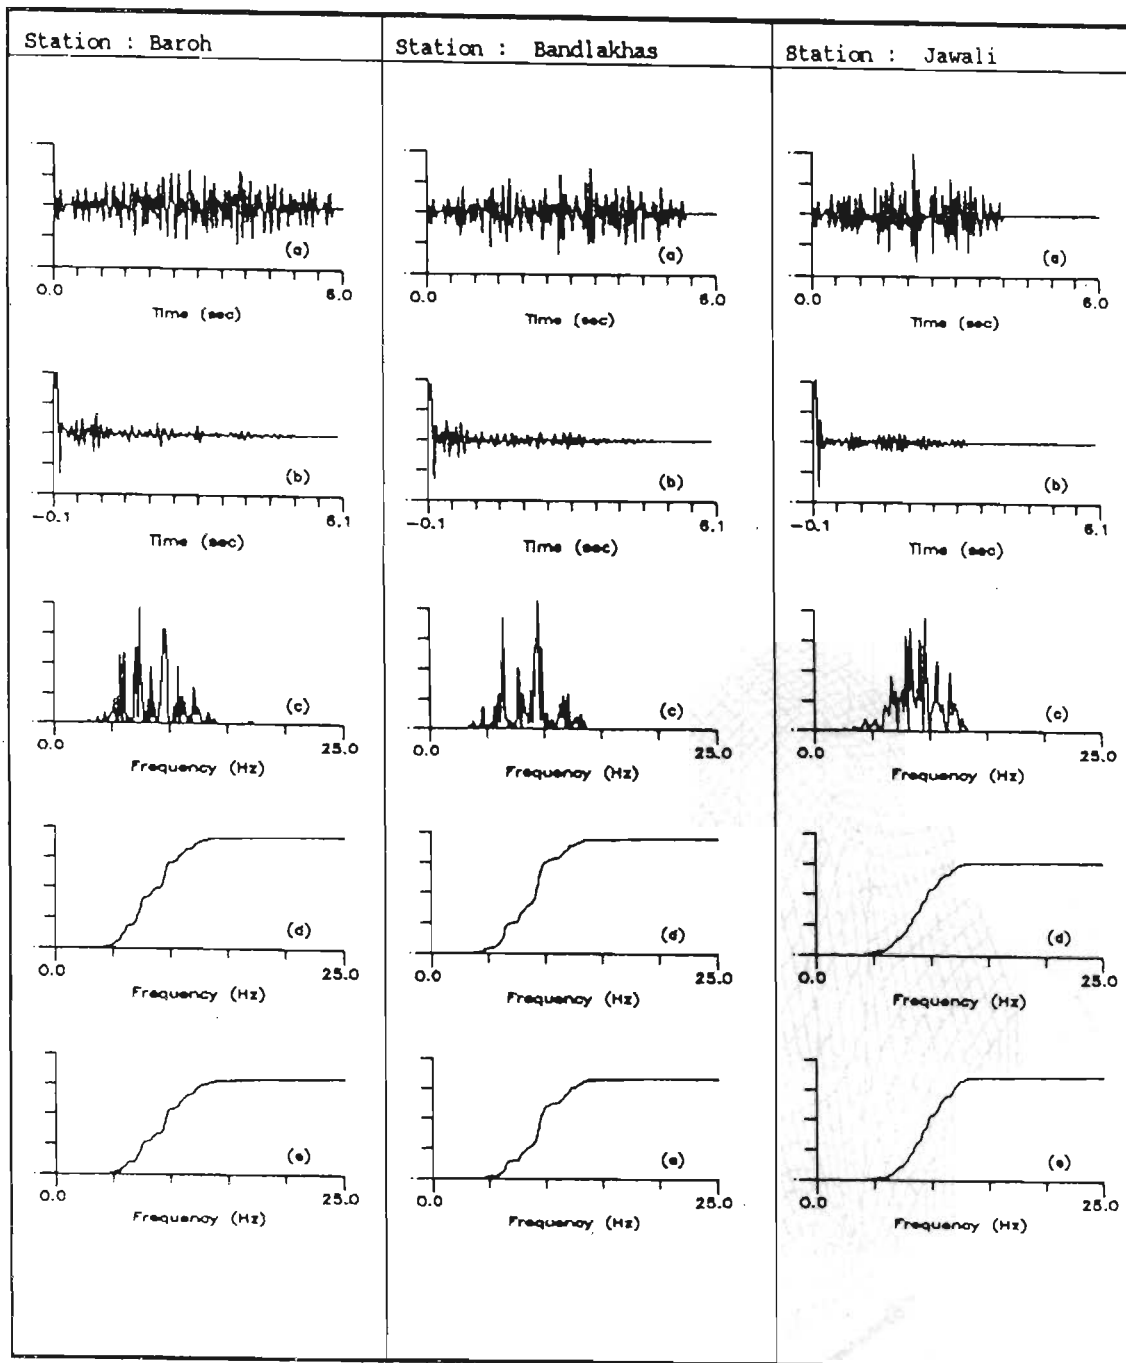 Station : Baroh
(a)
0.0 6.0
Time (sec)
(b)
-0.1 6.1
Time (sec)
(c)
0.0 25.0
Frequency (Hz)
(d)
0.0 25.0
Frequency (Hz)
(e)
0.0 25.0
Frequency (Hz)
Station : Bandlakhas
(a)
0.0 6.0
Time (sec)
(b)
-0.1 6.1
Time (sec)
(c)
0.0 25.0
Frequency (Hz)
(d)
0.0 25.0
Frequency (Hz)
(e)
0.0 25.0
Frequency (Hz)
Station : Jawali
(a)
0.0 6.0
Time (sec)
(b)
-0.1 6.1
Time (sec)
(c)
0.0 25.0
Frequency (Hz)
(d)
0.0 25.0
Frequency (Hz)
(e)
0.0 25.0
Frequency (Hz)